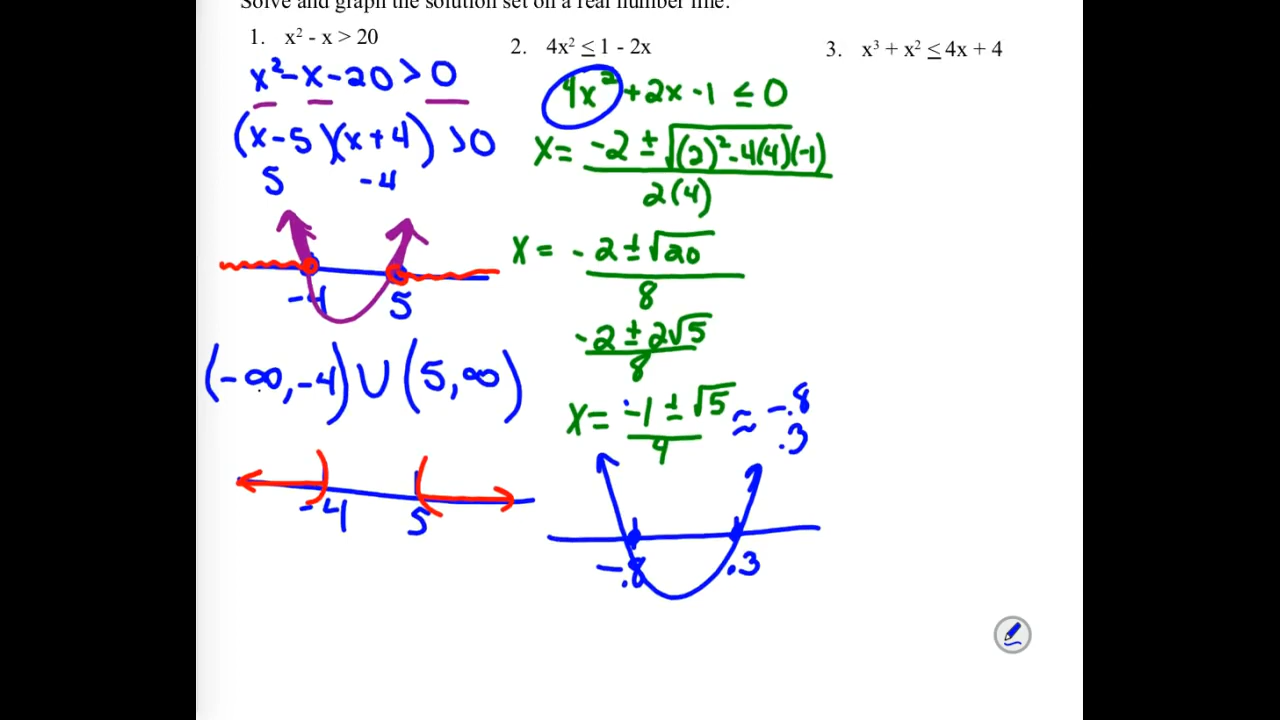 Solve and graph the solution set on a real number line.
1. x² - x > 20
x² - x - 20 > 0
(x - 5)(x + 4) > 0
5 -4
-4 5
(-∞, -4) ∪ (5, ∞)
-4 5
2. 4x² ≤ 1 - 2x
4x² + 2x - 1 ≤ 0
x = -2 ± √(2)² - 4(4)(-1)
2(4)
x = -2 ± √20
8
-2 ± 2√5
8
x = -1 ± √5 ≈ -.8
4 .3
-.8 .3
3. x³ + x² ≤ 4x + 4